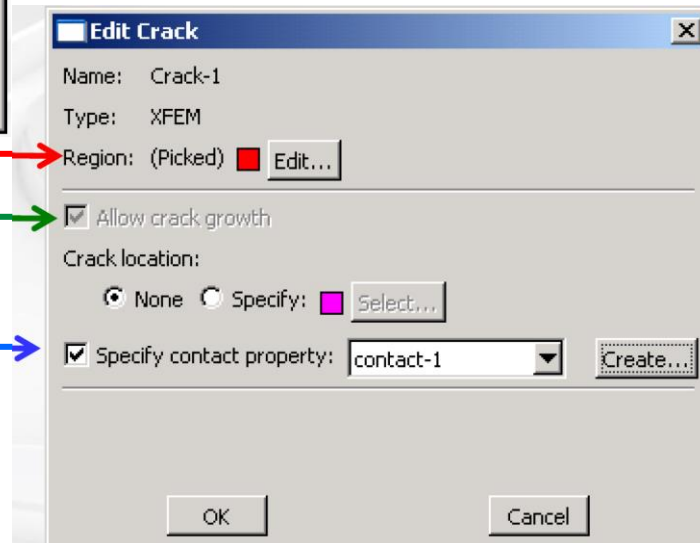 Edit Crack
Name: Crack-1
Type: XFEM
Region: (Picked) Edit...
Allow crack growth
Crack location:
None Specify: Select...
Specify contact property: contact-1 Create...
OK Cancel